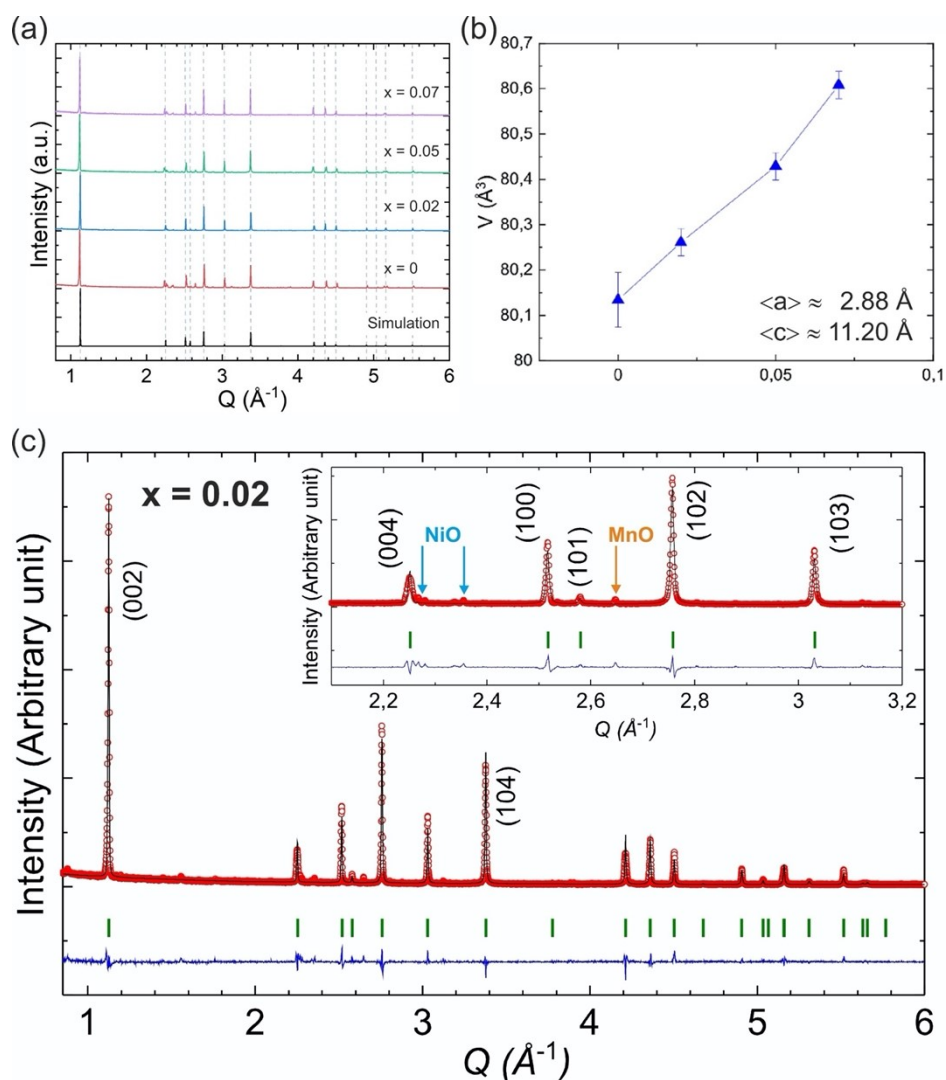 (a)
Intenisty (a.u.)
x = 0.07
x = 0.05
x = 0.02
x = 0
Simulation
1 2 3 4 5 6
Q (Å-1)
(b)
V (Å3)
80,7
80,6
80,5
80,4
80,3
80,2
80,1
80
<a> ≈ 2.88 Å
<c> ≈ 11.20 Å
0 0,05 0,1
(c)
Intensity (Arbitrary unit)
x = 0.02
(002)
(104)
Intensity (Arbitrary unit)
(004)
NiO
(100)
(101)
MnO
(102)
(103)
2,2 2,4 2,6 2,8 3 3,2
Q (Å-1)
1 2 3 4 5 6
Q (Å-1)